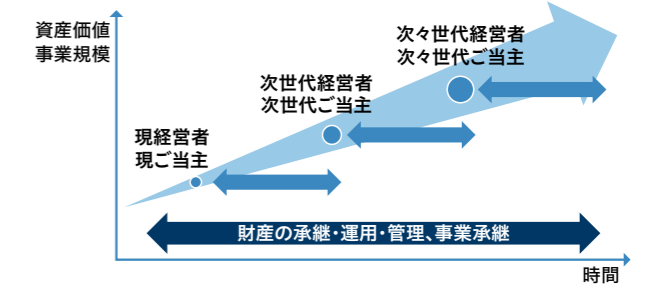 資産価値
事業規模
次々世代経営者
次々世代ご当主
次世代経営者
次世代ご当主
現経営者
現ご当主
財産の承継・運用・管理、事業承継
時間